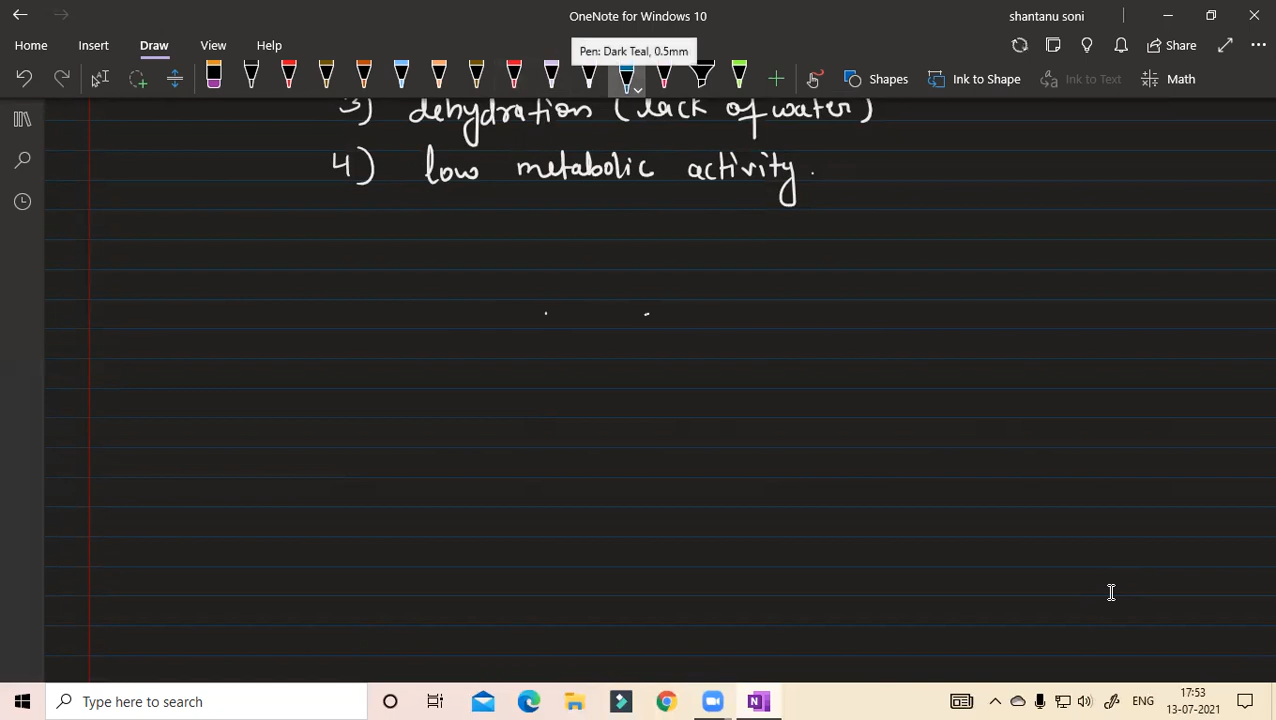 OneNote for Windows 10
shantanu soni
Home Insert Draw View Help
Share
Pen: Dark Teal, 0.5mm
Shapes
Ink to Shape
Ink to Text
Math
3) dehydration (lack of water)
4) low metabolic activity.
Type here to search
ENG
17:53
13-07-2021